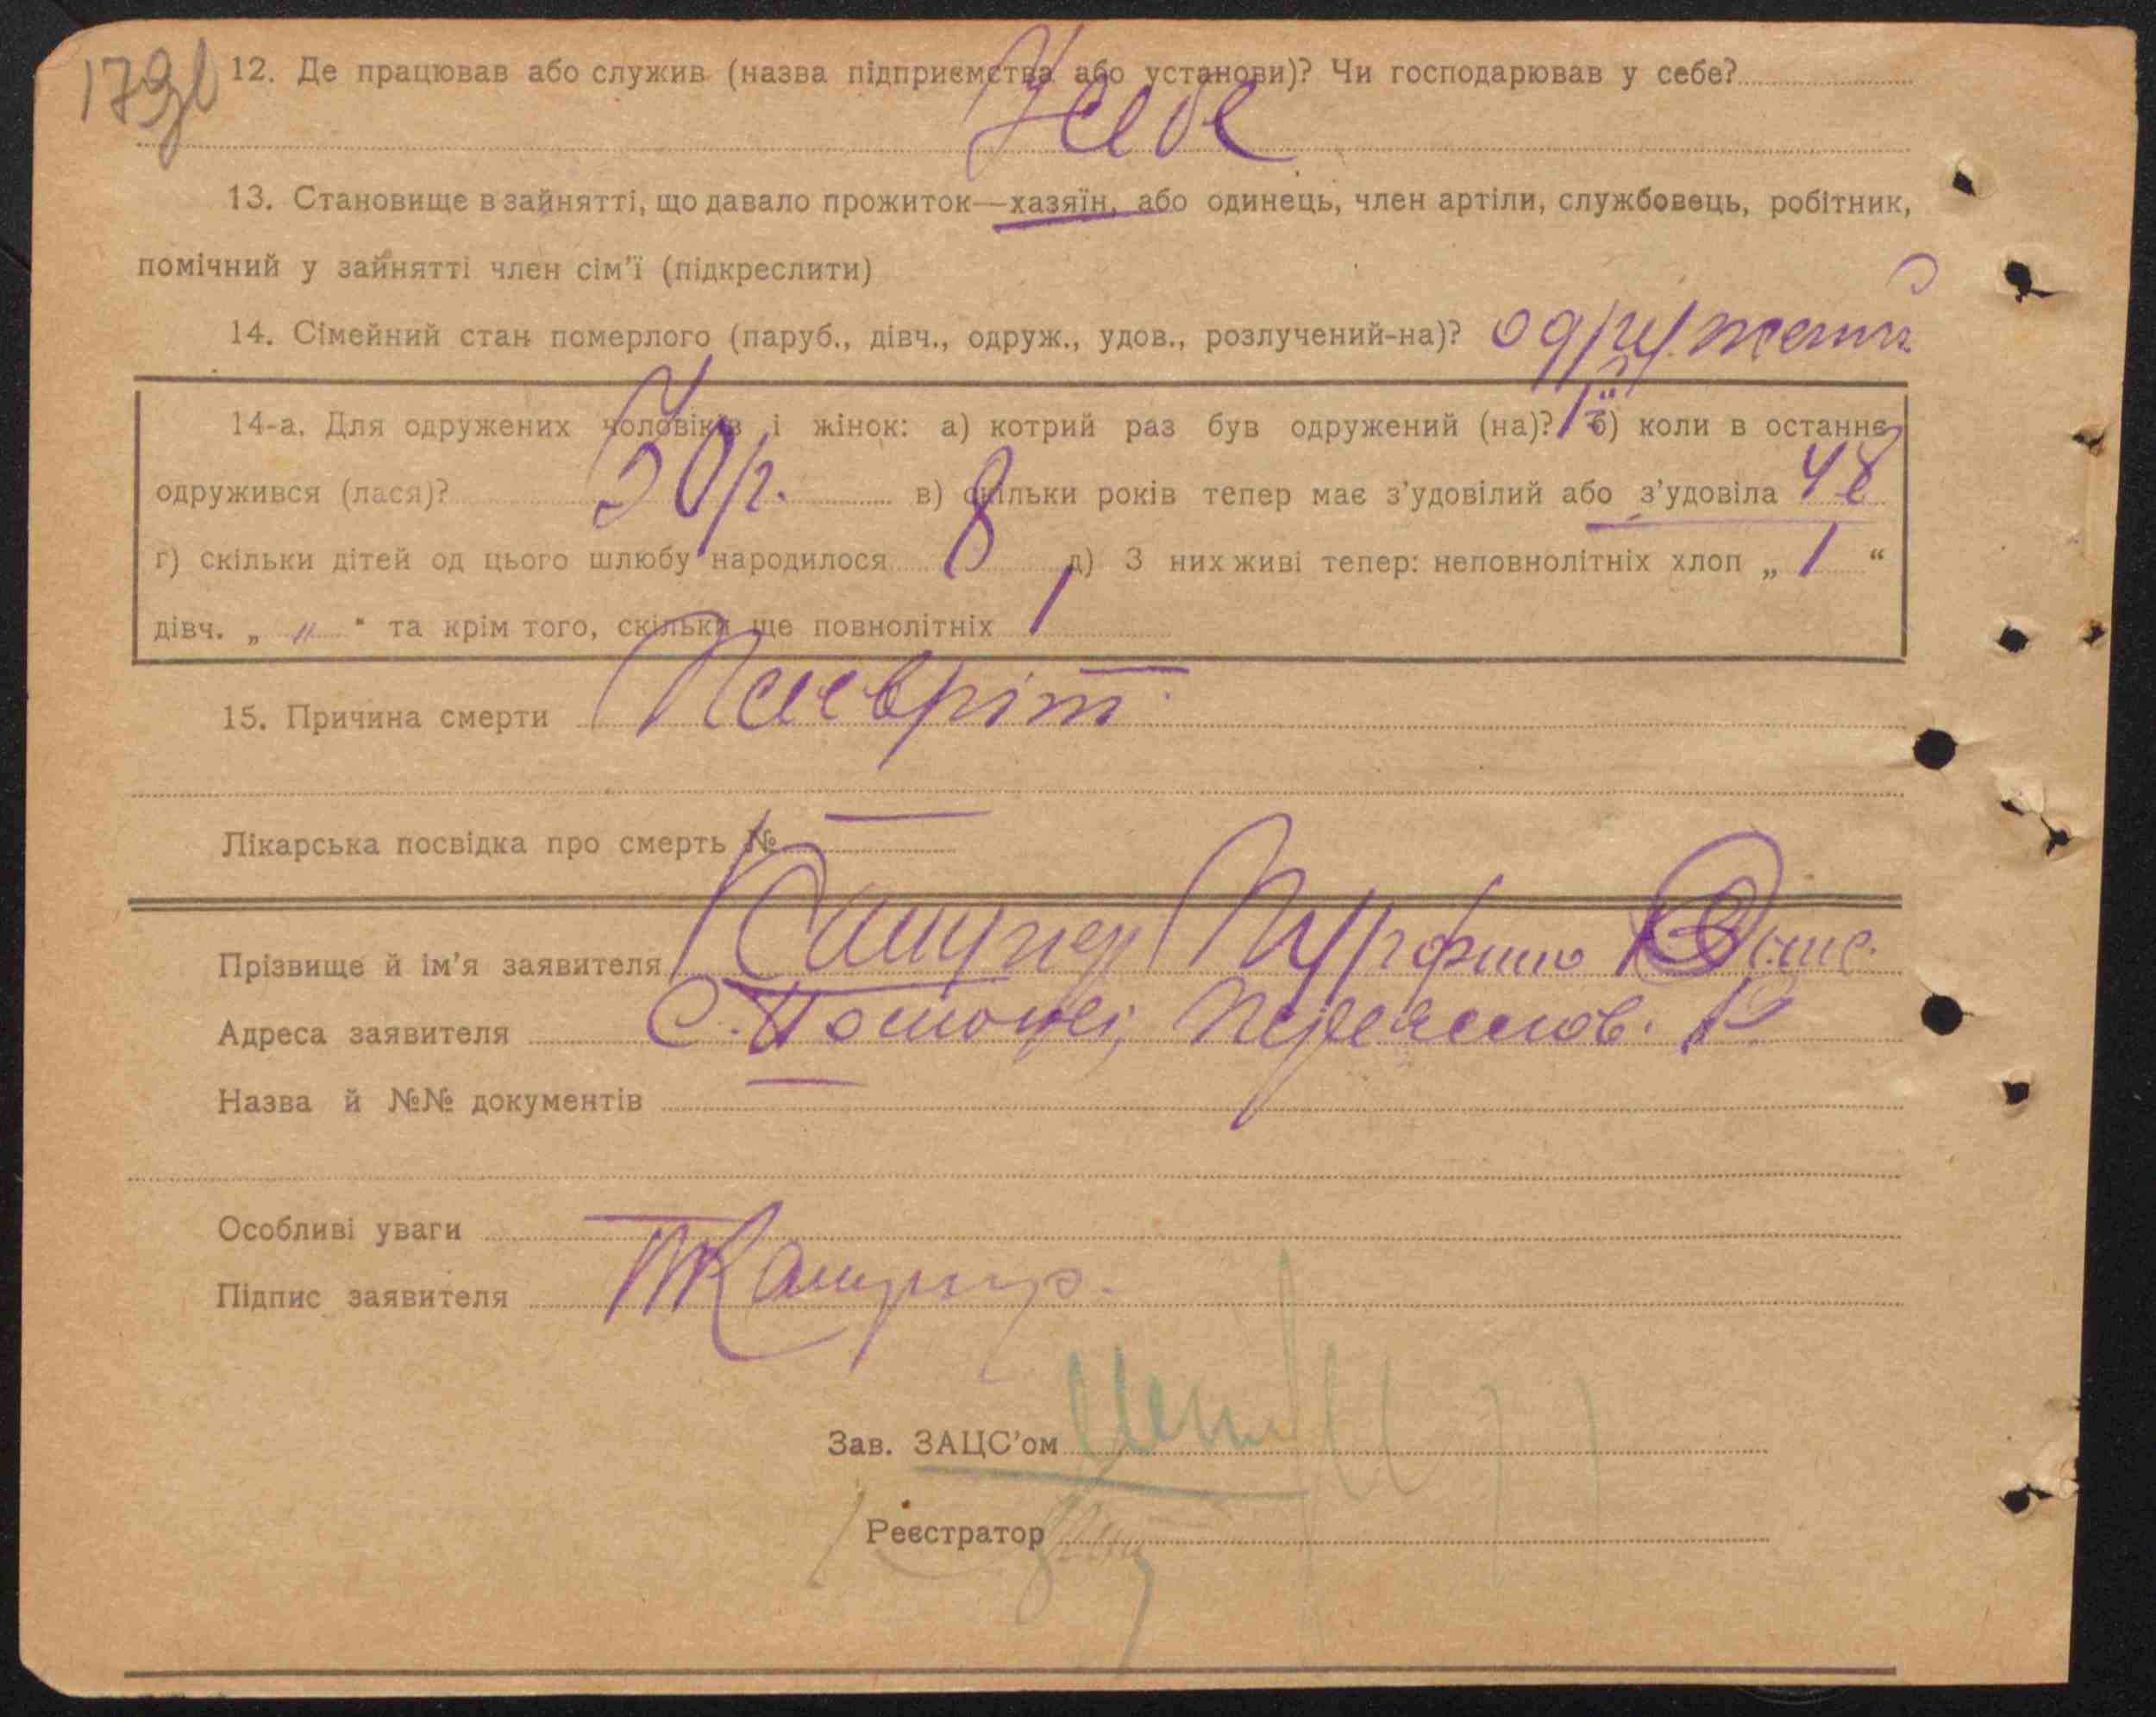 12. Де працював або служив (назва підприємства або установи)? Чи господарював у себе?
У себе
13. Становище в зайнятті, що давало прожиток—хазяїн, або одинець, член артіли, службовець, робітник,
помічний у зайнятті член сім'ї (підкреслити)
14. Сімейний стан померлого (паруб., дівч., одруж., удов., розлучений-на)? одружений
14-а. Для одружених чоловіків і жінок: а) котрий раз був одружений (на)? I б) коли в останнє
одружився (лася)? 30 р. в) скільки років тепер має з'удовілий або з'удовіла 48
г) скільки дітей од цього шлюбу народилося 8 д) З них живі тепер: неповнолітніх хлоп „ 1 “
дівч. „ " “ та крім того, скільки ще повнолітніх 1
15. Причина смерти Плевріт
Лікарська посвідка про смерть № —
Прізвище й ім'я заявителя
Адреса заявителя с. Переяслов. Р.
Назва й №№ документів —
Особливі уваги —
Підпис заявителя
Зав. ЗАЦС'ом
Реєстратор